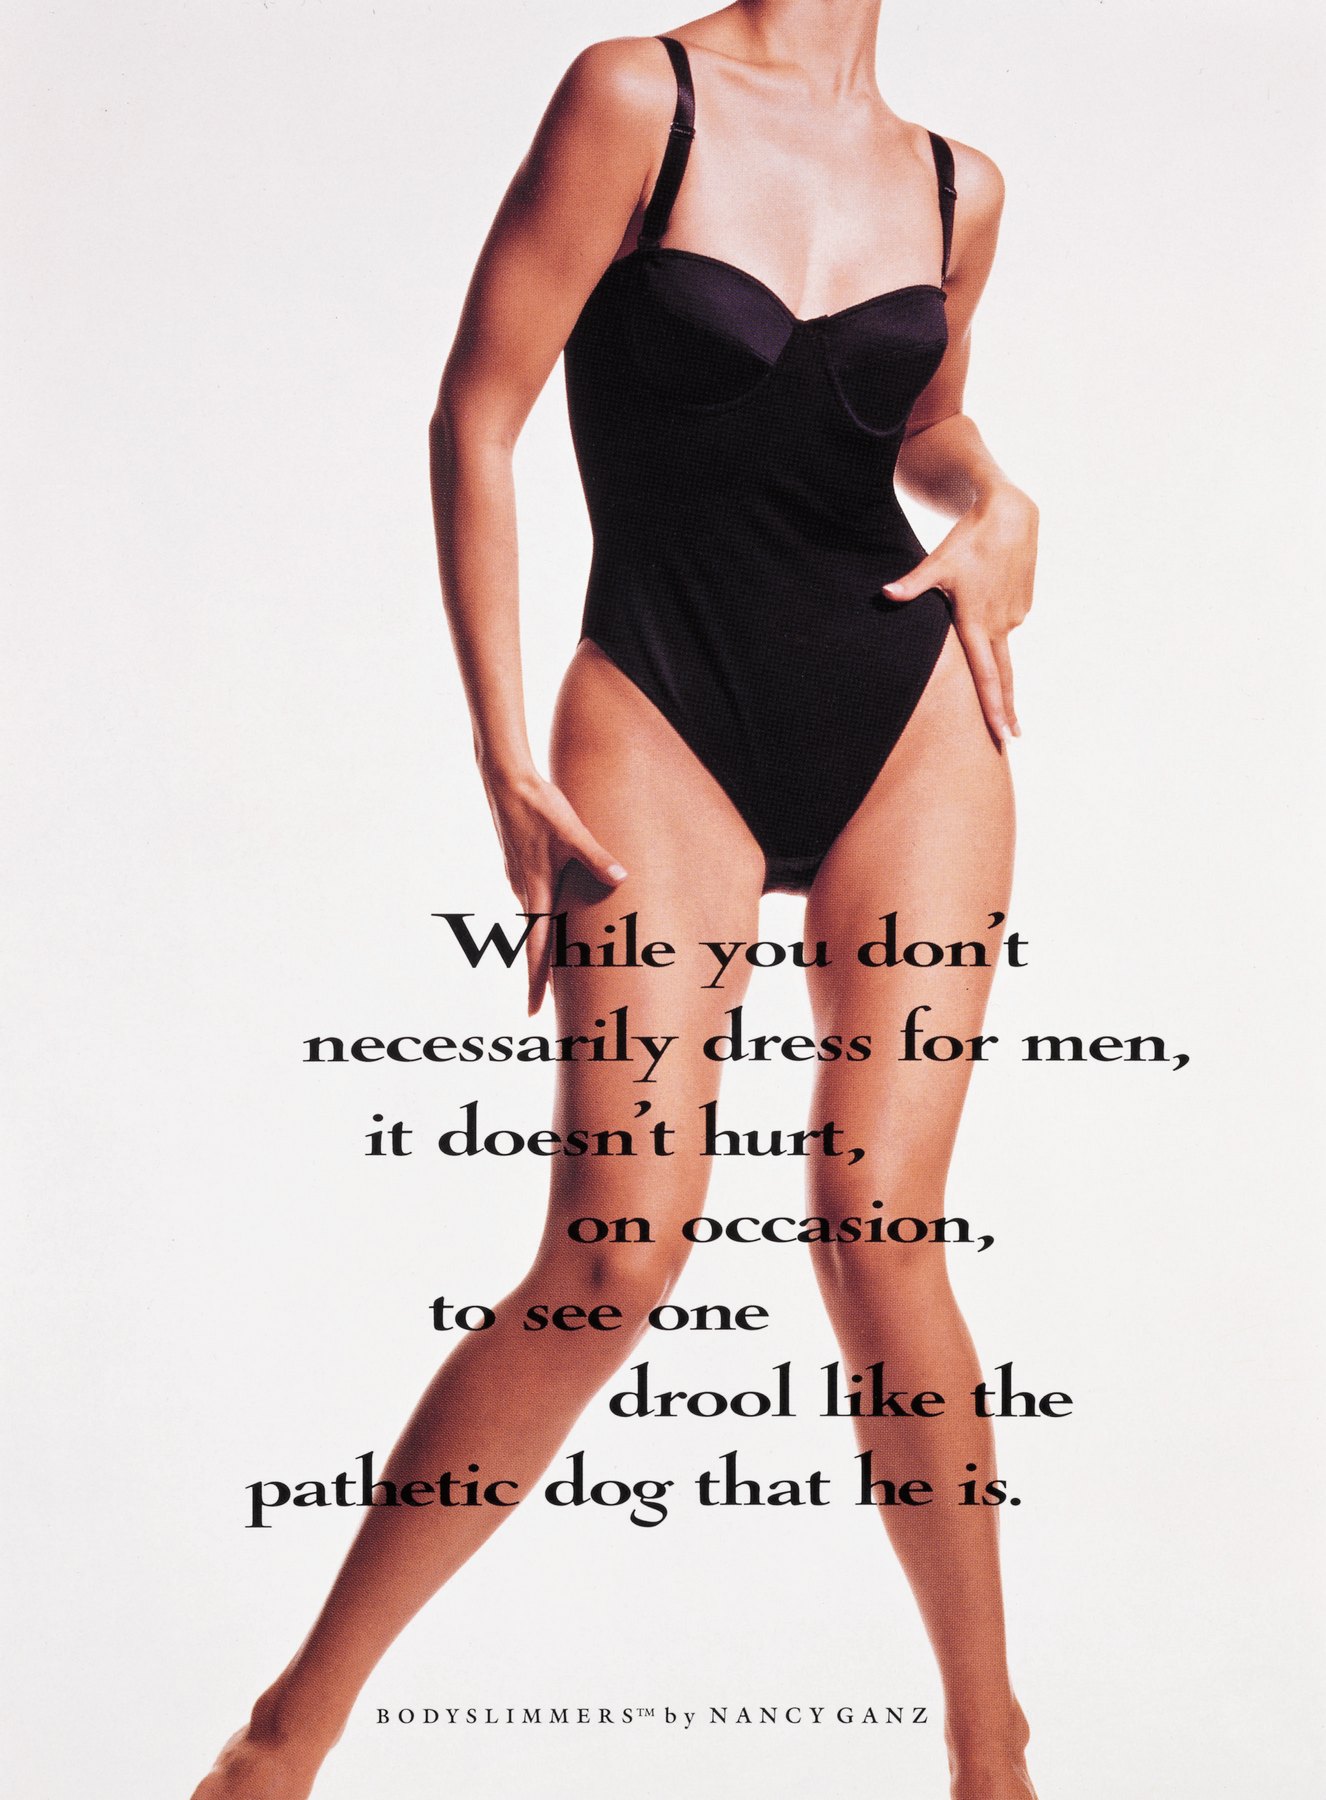 While you don't
necessarily dress for men,
it doesn't hurt,
on occasion,
to see one
drool like the
pathetic dog that he is.
BODYSLIMMERS™ by NANCY GANZ